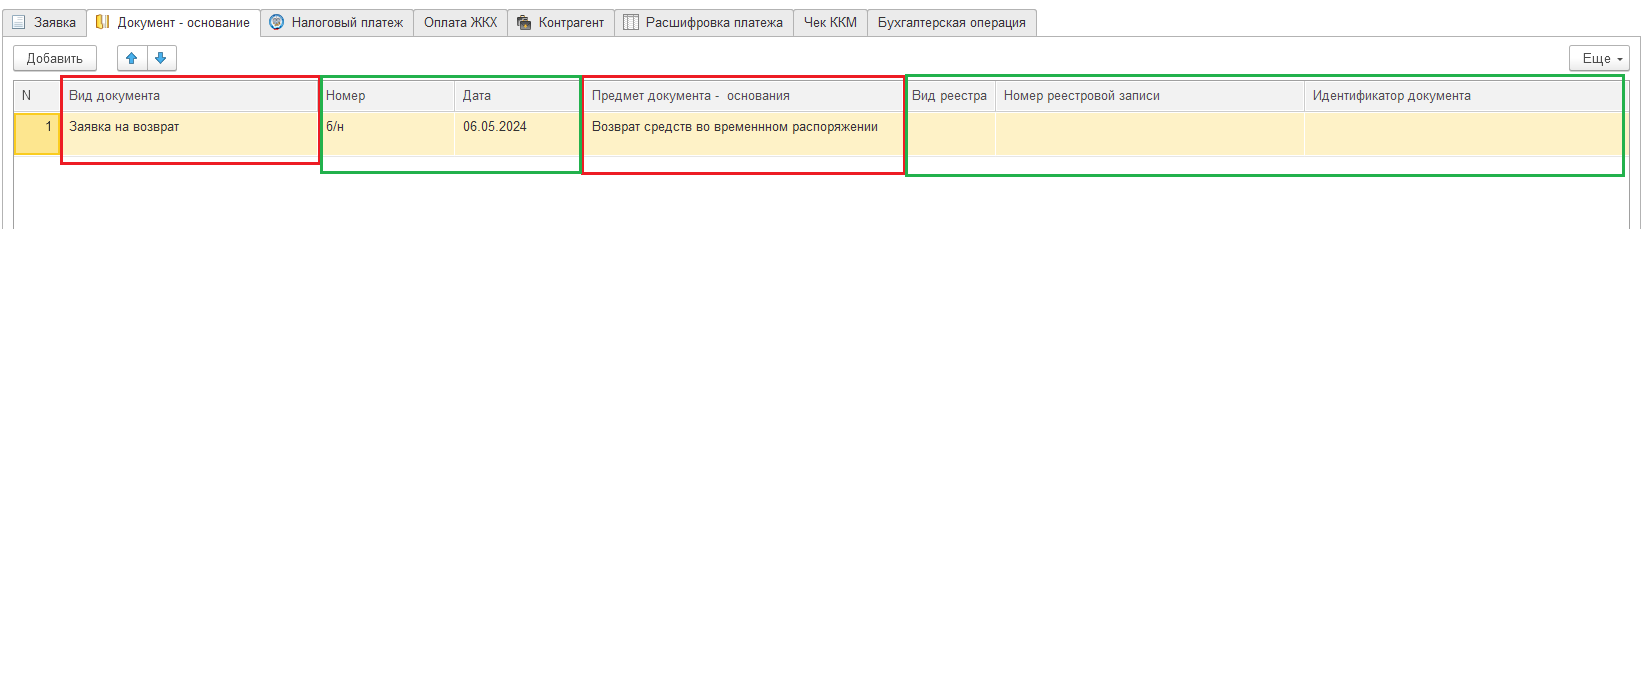 Заявка Документ - основание Налоговый платеж Оплата ЖКХ Контрагент Расшифровка платежа Чек ККМ Бухгалтерская операция
Добавить Еще
N Вид документа Номер Дата Предмет документа -  основания Вид реестра Номер реестровой записи Идентификатор документа
1 Заявка на возврат б/н 06.05.2024 Возврат средств во временнном распоряжении